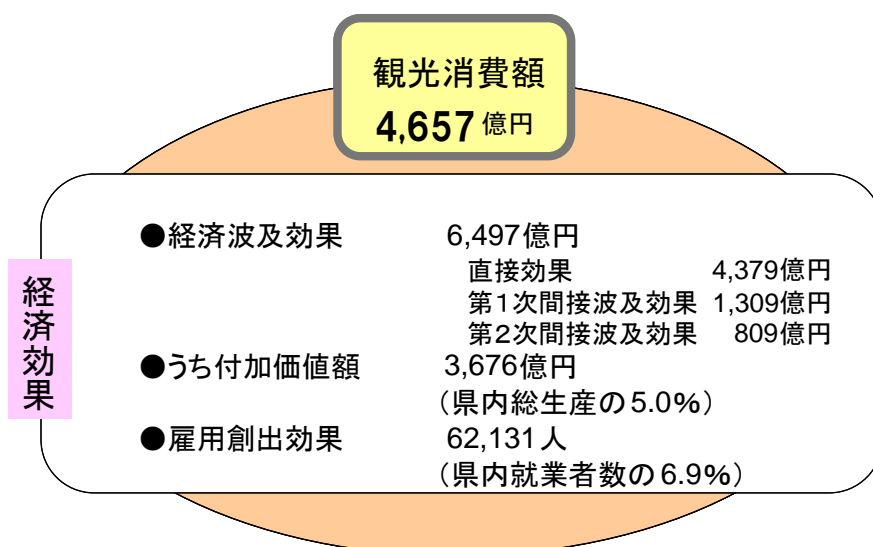 観光消費額
4,657億円
経済効果
●経済波及効果 6,497億円
直接効果 4,379億円
第1次間接波及効果 1,309億円
第2次間接波及効果 809億円
●うち付加価値額 3,676億円
（県内総生産の5.0%）
●雇用創出効果 62,131人
（県内就業者数の6.9%）